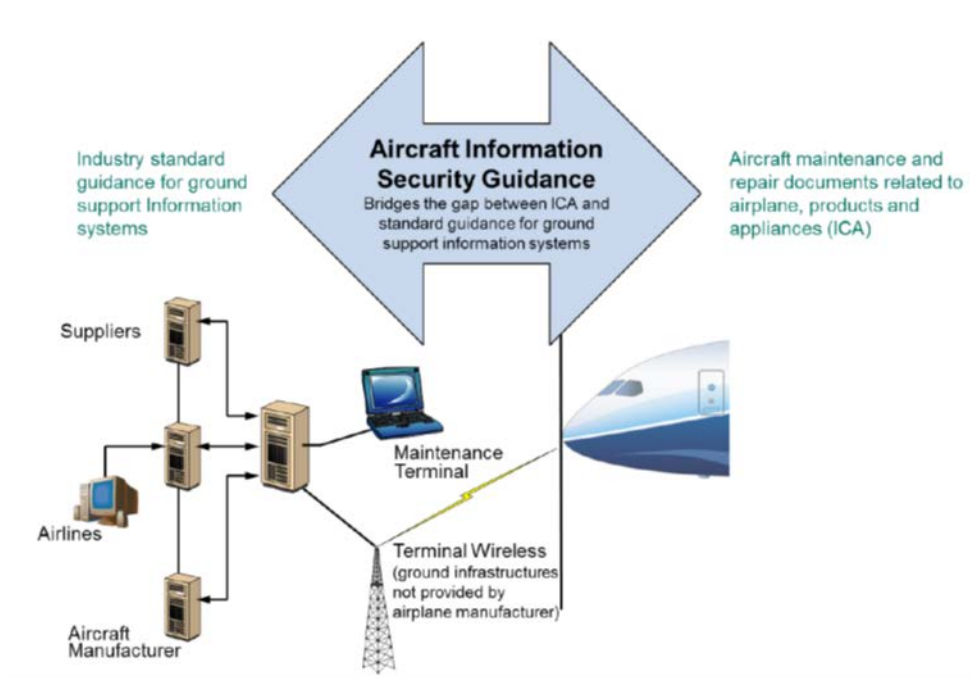 Aircraft Information
Security Guidance
Bridges the gap between ICA and
standard guidance for ground
support information systems
Industry standard
guidance for ground
support Information
systems
Aircraft maintenance and
repair documents related to
airplane, products and
appliances (ICA)
Suppliers
Maintenance
Terminal
Airlines
Terminal Wireless
(ground infrastructures
not provided by
airplane manufacturer)
Aircraft
Manufacturer